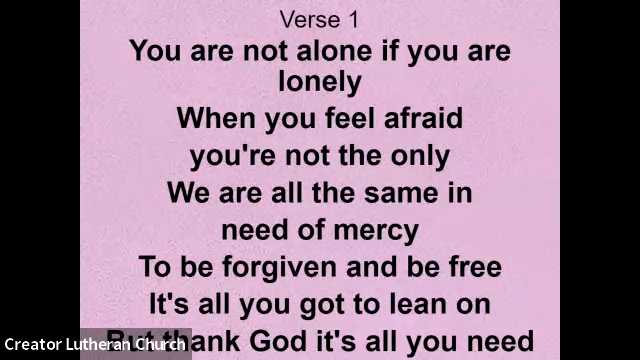 Verse 1
You are not alone if you are
lonely
When you feel afraid
you're not the only
We are all the same in
need of mercy
To be forgiven and be free
It's all you got to lean on
But thank God it's all you need
Creator Lutheran Church